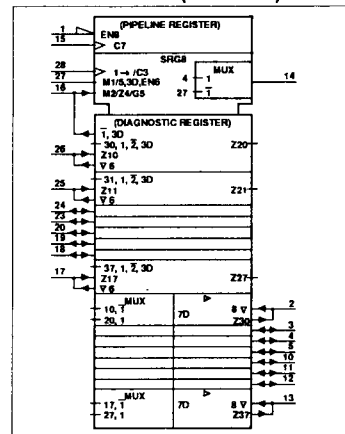 (PIPELINE REGISTER)
1 EN8
15 C7
SRG8
28 1→/C3
27 M1/5,3D,EN6
16 M2/Z4/G5
MUX
4 1
27 1̅
14
(DIAGNOSTIC REGISTER)
1̅, 3D
30, 1, 2̅, 3D
Z20
26 Z10
∇ 6
31, 1, 2̅, 3D
25 Z11
Z21
∇ 6
24
23
20
19
18
37, 1, 2̅, 3D
17 Z17
Z27
∇ 6
MUX
10, 1̅
20, 1
7D
▷
8 ∇ 2
Z30
3
4
5
10
11
12
MUX
17, 1̅
27, 1
7D
▷
8 ∇ 13
Z37